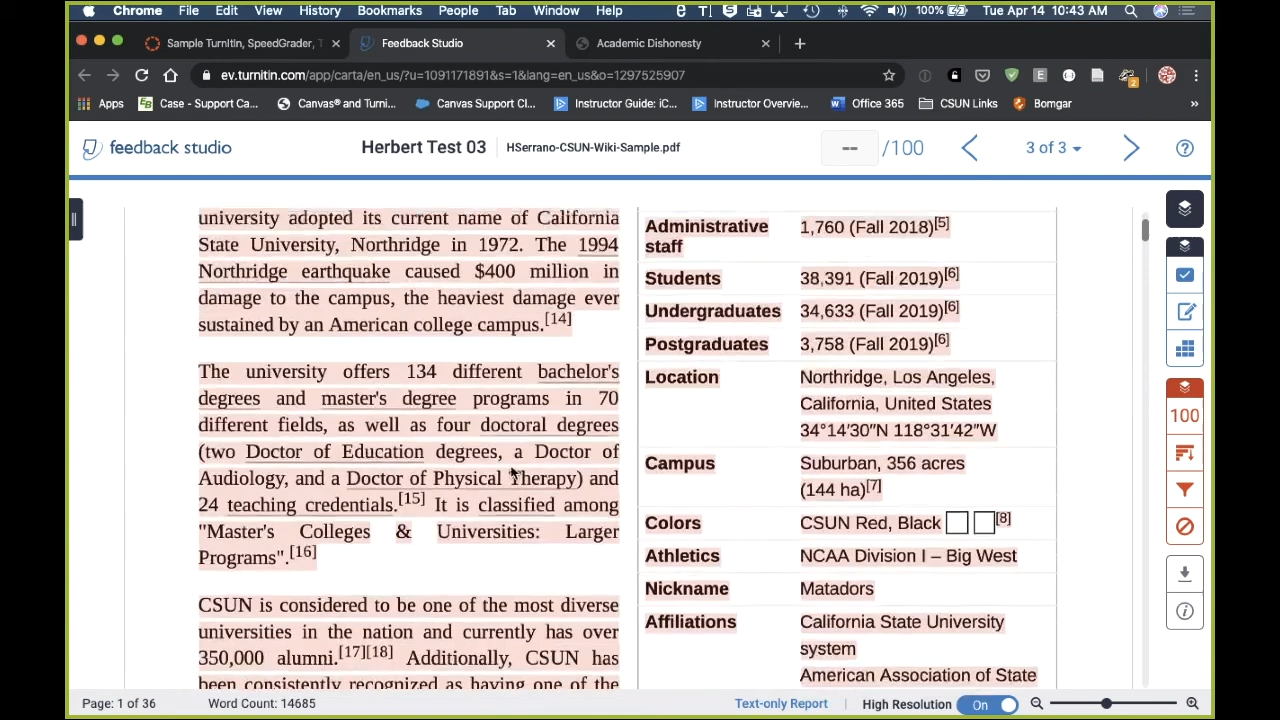 Chrome File Edit View History Bookmarks People Tab Window Help 100% Tue Apr 14 10:43 AM
Sample TurnItIn, SpeedGrader, T Feedback Studio Academic Dishonesty
ev.turnitin.com/app/carta/en_us/?u=1091171891&s=1&lang=en_us&o=1297525907
Apps Case - Support Ca... Canvas® and Turni... Canvas Support Cl... Instructor Guide: iC... Instructor Overvie... Office 365 CSUN Links Bomgar »
feedback studio Herbert Test 03 HSerrano-CSUN-Wiki-Sample.pdf -- /100 3 of 3
university adopted its current name of California
State University, Northridge in 1972. The 1994
Northridge earthquake caused $400 million in
damage to the campus, the heaviest damage ever
sustained by an American college campus.[14]
The university offers 134 different bachelor's
degrees and master's degree programs in 70
different fields, as well as four doctoral degrees
(two Doctor of Education degrees, a Doctor of
Audiology, and a Doctor of Physical Therapy) and
24 teaching credentials.[15] It is classified among
"Master's Colleges & Universities: Larger
Programs".[16]
CSUN is considered to be one of the most diverse
universities in the nation and currently has over
350,000 alumni.[17][18] Additionally, CSUN has
been consistently recognized as having one of the
Administrative staff 1,760 (Fall 2018)[5]
Students 38,391 (Fall 2019)[6]
Undergraduates 34,633 (Fall 2019)[6]
Postgraduates 3,758 (Fall 2019)[6]
Location Northridge, Los Angeles,
California, United States
34°14′30″N 118°31′42″W
Campus Suburban, 356 acres
(144 ha)[7]
Colors CSUN Red, Black [8]
Athletics NCAA Division I – Big West
Nickname Matadors
Affiliations California State University
system
American Association of State
100
Page: 1 of 36 Word Count: 14685 Text-only Report High Resolution On